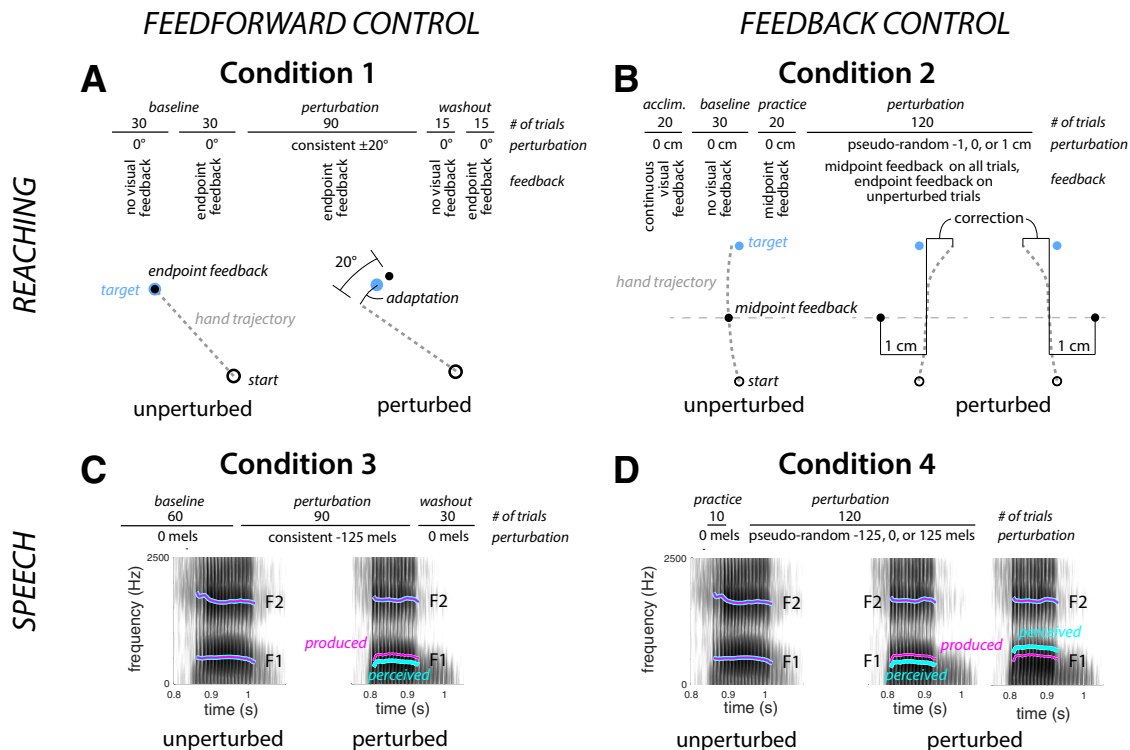 FEEDFORWARD CONTROL
FEEDBACK CONTROL
REACHING
A
Condition 1
baseline
perturbation
washout
30
30
90
15
15
# of trials
0°
0°
consistent ±20°
0°
0°
perturbation
no visual
feedback
endpoint
feedback
endpoint
feedback
no visual
feedback
endpoint
feedback
feedback
endpoint feedback
target
hand trajectory
start
unperturbed
20°
adaptation
perturbed
B
Condition 2
acclim.
baseline
practice
perturbation
20
30
20
120
# of trials
0 cm
0 cm
0 cm
pseudo-random -1, 0, or 1 cm
perturbation
continuous
visual
feedback
no visual
feedback
midpoint
feedback
midpoint feedback on all trials,
endpoint feedback on
unperturbed trials
feedback
correction
target
hand trajectory
midpoint feedback
1 cm
1 cm
start
unperturbed
perturbed
SPEECH
C
Condition 3
baseline
perturbation
washout
60
90
30
# of trials
0 mels
consistent -125 mels
0 mels
perturbation
2500
frequency (Hz)
0
F2
F1
0.8
0.9
1
time (s)
unperturbed
F2
produced
F1
perceived
0.8
0.9
1
time (s)
perturbed
D
Condition 4
practice
perturbation
10
120
# of trials
0 mels
pseudo-random -125, 0, or 125 mels
perturbation
2500
frequency (Hz)
0
F2
F1
0.8
0.9
1
time (s)
unperturbed
F2
F1
produced
perceived
0.8
0.9
1
time (s)
F2
perceived
F1
0.8
0.9
1
time (s)
perturbed